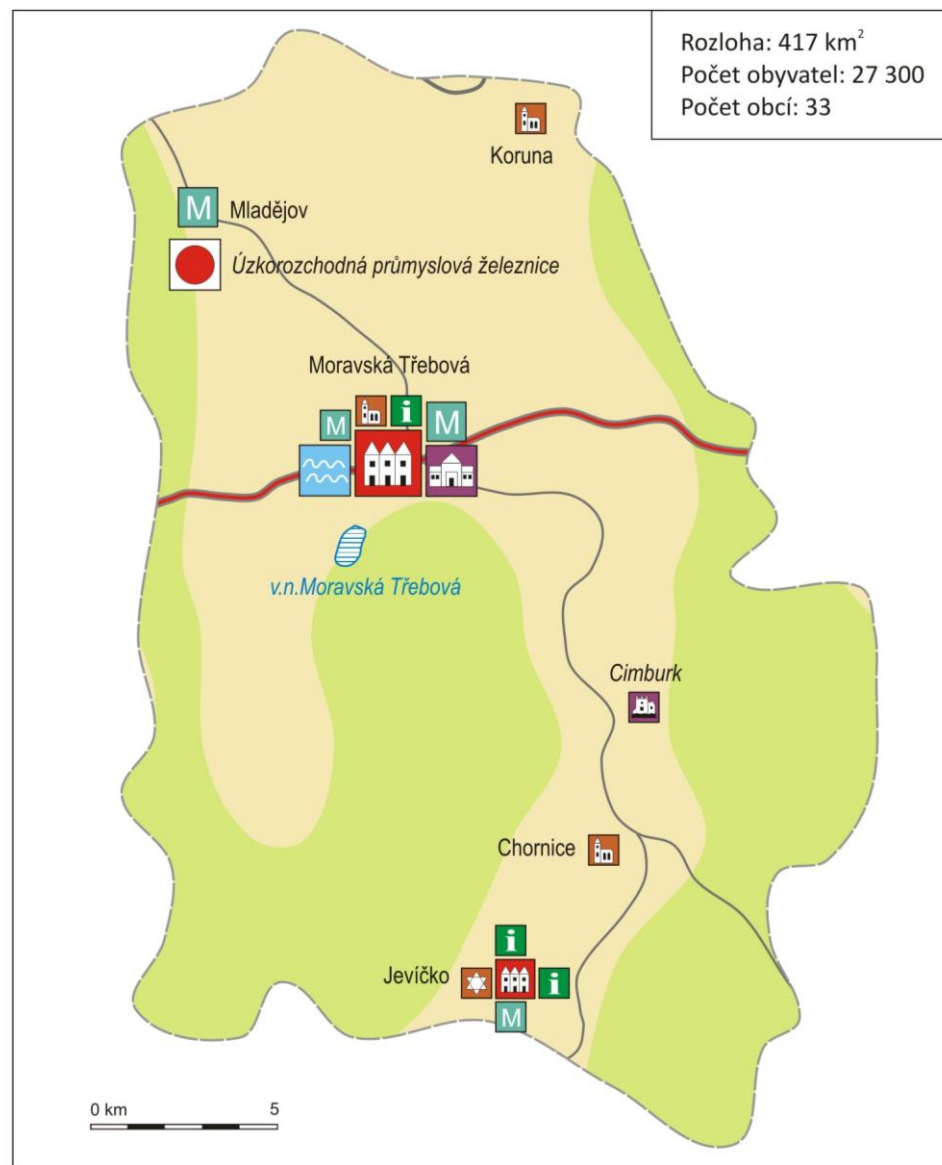 Rozloha: 417 km²
Počet obyvatel: 27 300
Počet obcí: 33
Koruna
M
Mladějov
Úzkorozchodná průmyslová železnice
Moravská Třebová
M
i
M
v.n.Moravská Třebová
Cimburk
Chornice
i
Jevíčko
i
M
0 km 5